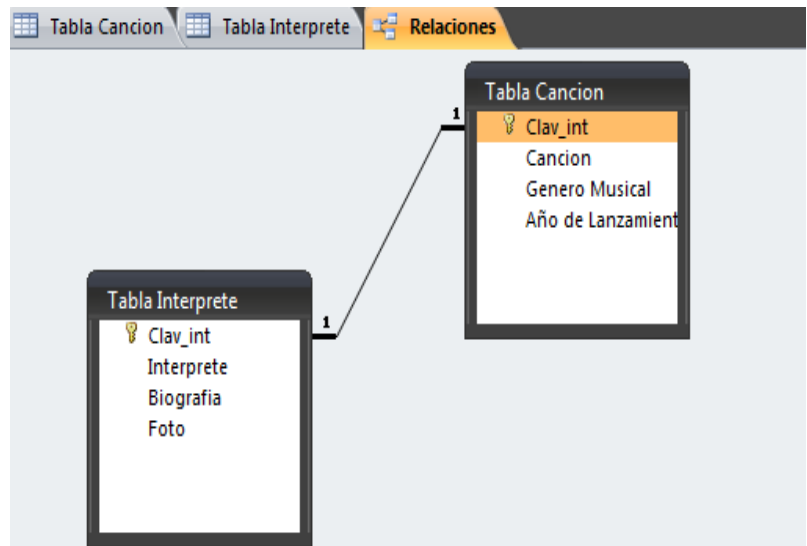 Tabla Cancion
Tabla Interprete
Relaciones
Tabla Cancion
1
Clav_int
Cancion
Genero Musical
Año de Lanzamient
Tabla Interprete
1
Clav_int
Interprete
Biografia
Foto